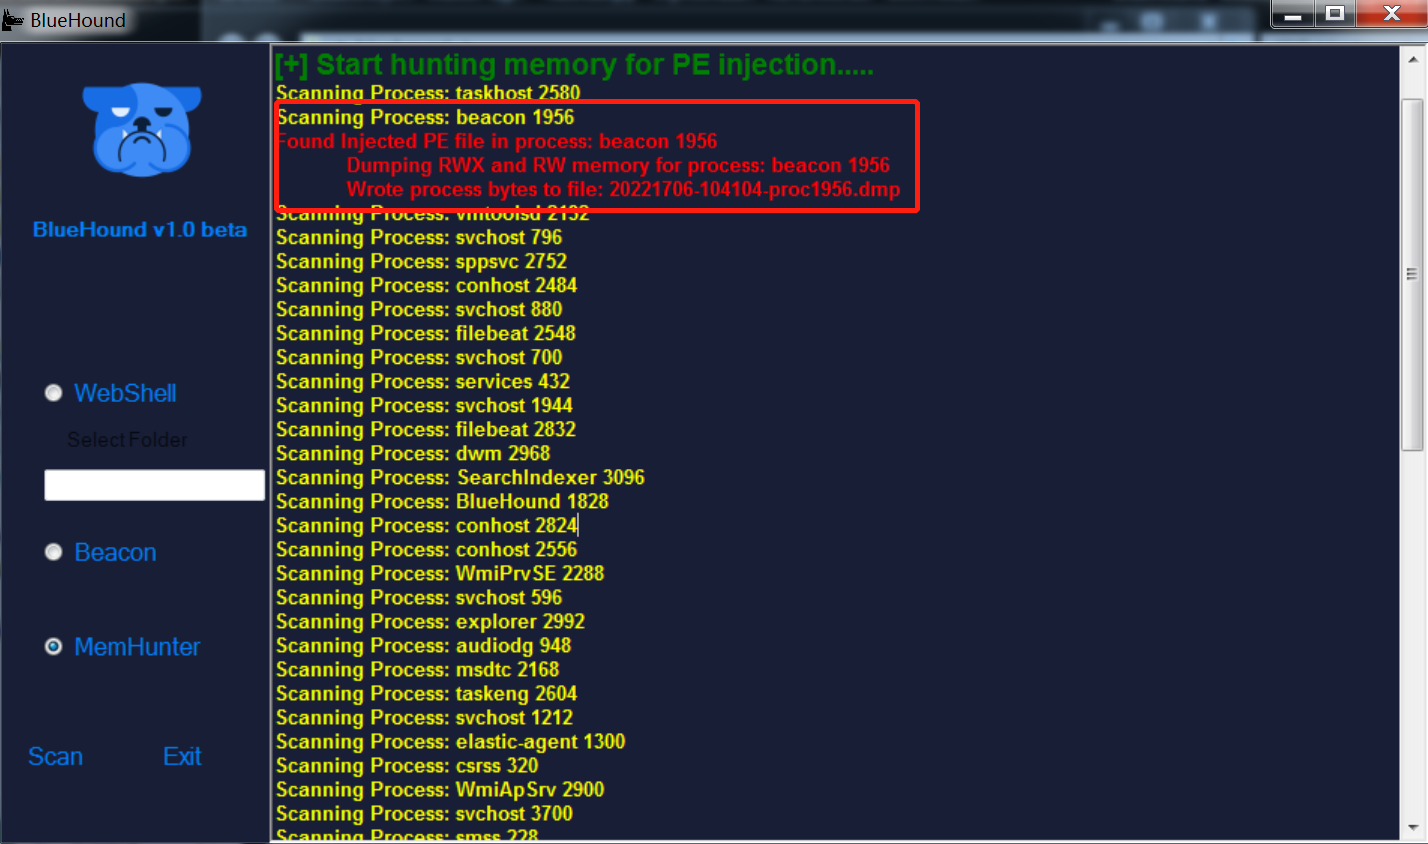 BlueHound
BlueHound v1.0 beta
WebShell
Select Folder
Beacon
MemHunter
Scan
Exit
[+] Start hunting memory for PE injection.....
Scanning Process: taskhost 2580
Scanning Process: beacon 1956
Found Injected PE file in process: beacon 1956
Dumping RWX and RW memory for process: beacon 1956
Wrote process bytes to file: 20221706-104104-proc1956.dmp
Scanning Process: vmtoolsd 2132
Scanning Process: svchost 796
Scanning Process: sppsvc 2752
Scanning Process: conhost 2484
Scanning Process: svchost 880
Scanning Process: filebeat 2548
Scanning Process: svchost 700
Scanning Process: services 432
Scanning Process: svchost 1944
Scanning Process: filebeat 2832
Scanning Process: dwm 2968
Scanning Process: SearchIndexer 3096
Scanning Process: BlueHound 1828
Scanning Process: conhost 2824
Scanning Process: conhost 2556
Scanning Process: WmiPrvSE 2288
Scanning Process: svchost 596
Scanning Process: explorer 2992
Scanning Process: audiodg 948
Scanning Process: msdtc 2168
Scanning Process: taskeng 2604
Scanning Process: svchost 1212
Scanning Process: elastic-agent 1300
Scanning Process: csrss 320
Scanning Process: WmiApSrv 2900
Scanning Process: svchost 3700
Scanning Process: smss 228